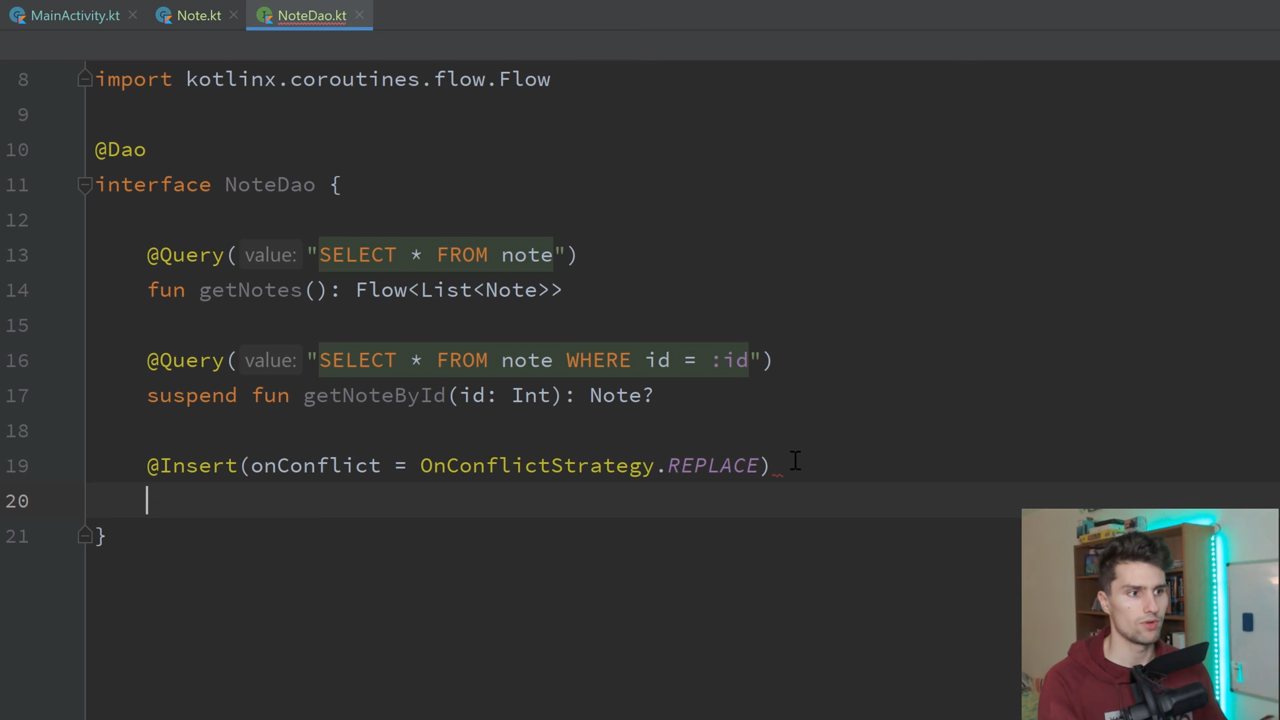 MainActivity.kt Note.kt NoteDao.kt
8 import kotlinx.coroutines.flow.Flow
9
10 @Dao
11 interface NoteDao {
12
13 @Query( value: "SELECT * FROM note")
14 fun getNotes(): Flow<List<Note>>
15
16 @Query( value: "SELECT * FROM note WHERE id = :id")
17 suspend fun getNoteById(id: Int): Note?
18
19 @Insert(onConflict = OnConflictStrategy.REPLACE)
20
21 }